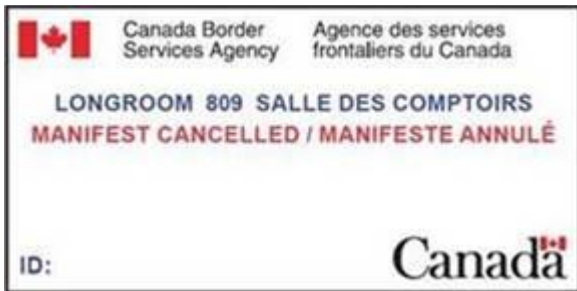 Canada Border Services Agency
Agence des services frontaliers du Canada
LONGROOM 809 SALLE DES COMPTOIRS
MANIFEST CANCELLED / MANIFESTE ANNULÉ
ID:
Canada